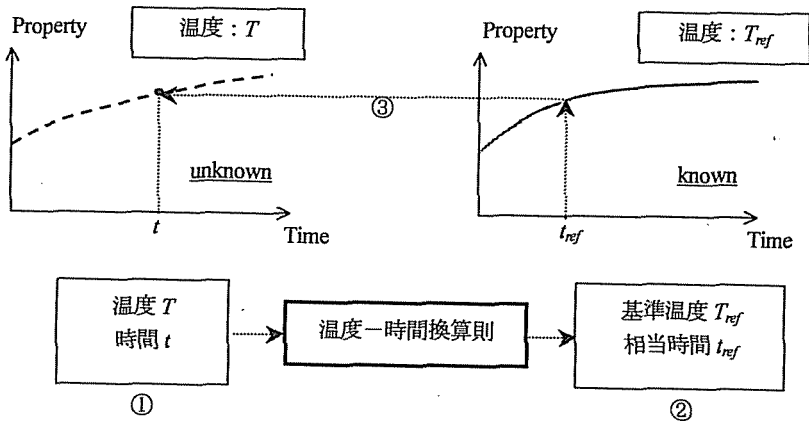 Property
温度：T
unknown
t
Time
Property
温度：T_ref
③
known
t_ref
Time
温度 T
時間 t
①
温度－時間換算則
基準温度 T_ref
相当時間 t_ref
②